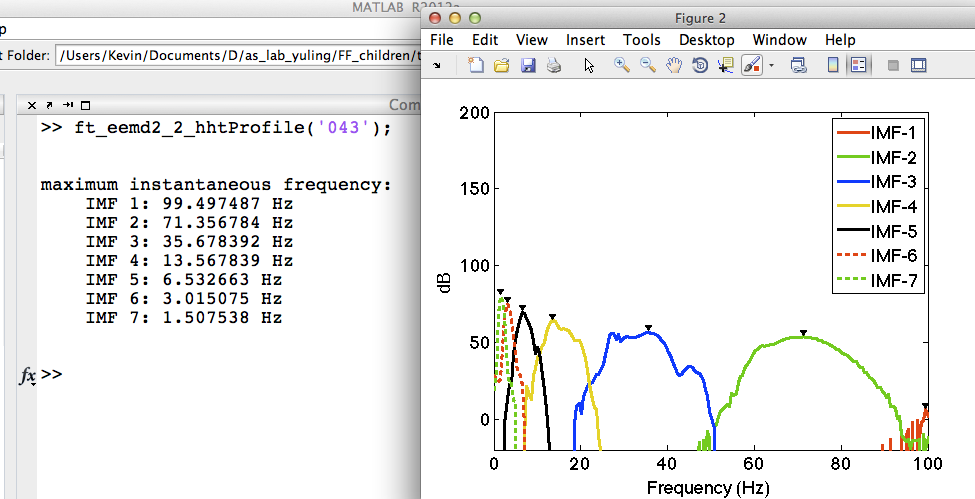 MATLAB R2012a
p
t Folder: /Users/Kevin/Documents/D/as_lab_yuling/FF_children/t
Com
>> ft_eemd2_2_hhtProfile('043');
maximum instantaneous frequency:
IMF 1: 99.497487 Hz
IMF 2: 71.356784 Hz
IMF 3: 35.678392 Hz
IMF 4: 13.567839 Hz
IMF 5: 6.532663 Hz
IMF 6: 3.015075 Hz
IMF 7: 1.507538 Hz
fx >>
Figure 2
File Edit View Insert Tools Desktop Window Help
200
150
100
50
0
dB
0 20 40 60 80 100
Frequency (Hz)
IMF-1
IMF-2
IMF-3
IMF-4
IMF-5
IMF-6
IMF-7